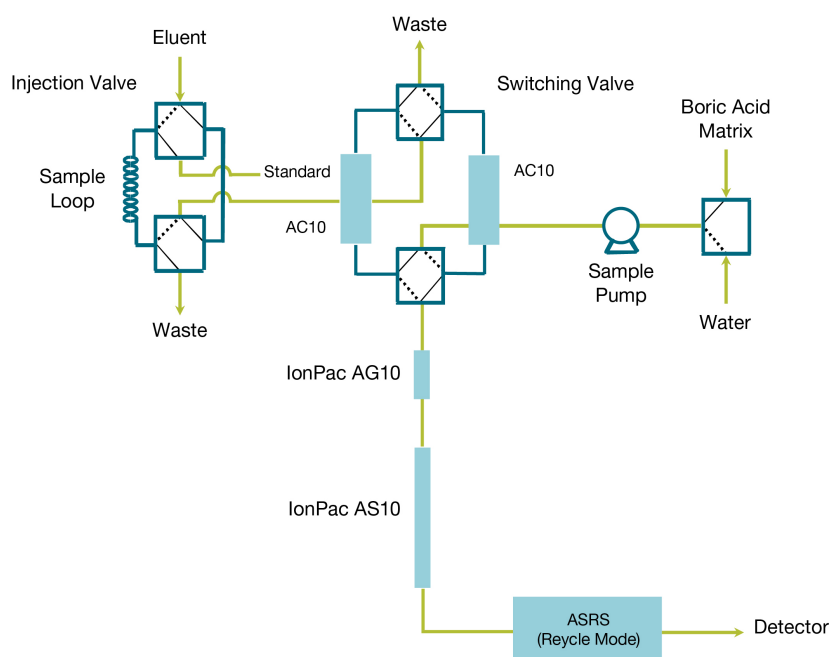 Waste
Eluent
Injection Valve
Switching Valve
Boric Acid
Matrix
Sample
Loop
Standard
AC10
AC10
Sample
Pump
Waste
Water
IonPac AG10
IonPac AS10
ASRS
(Reycle Mode)
Detector